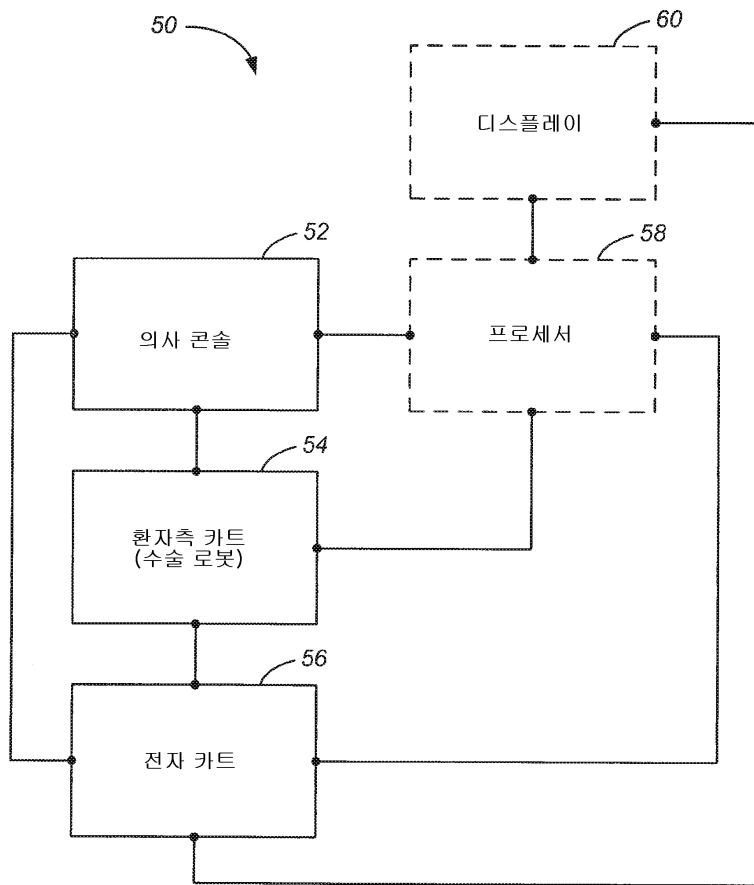 50
60
디스플레이
52
58
의사 콘솔
프로세서
54
환자측 카트
(수술 로봇)
56
전자 카트